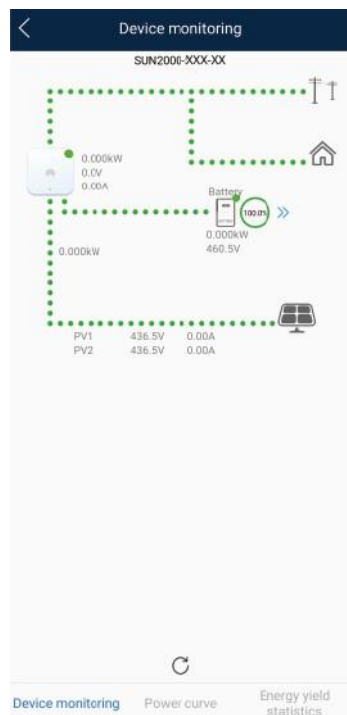 Device monitoring
SUN2000-XXX-XX
0.000kW
0.0V
0.00A
Battery
100.0%
0.000kW
460.5V
0.000kW
PV1 436.5V 0.00A
PV2 436.5V 0.00A
Device monitoring
Power curve
Energy yield
statistics